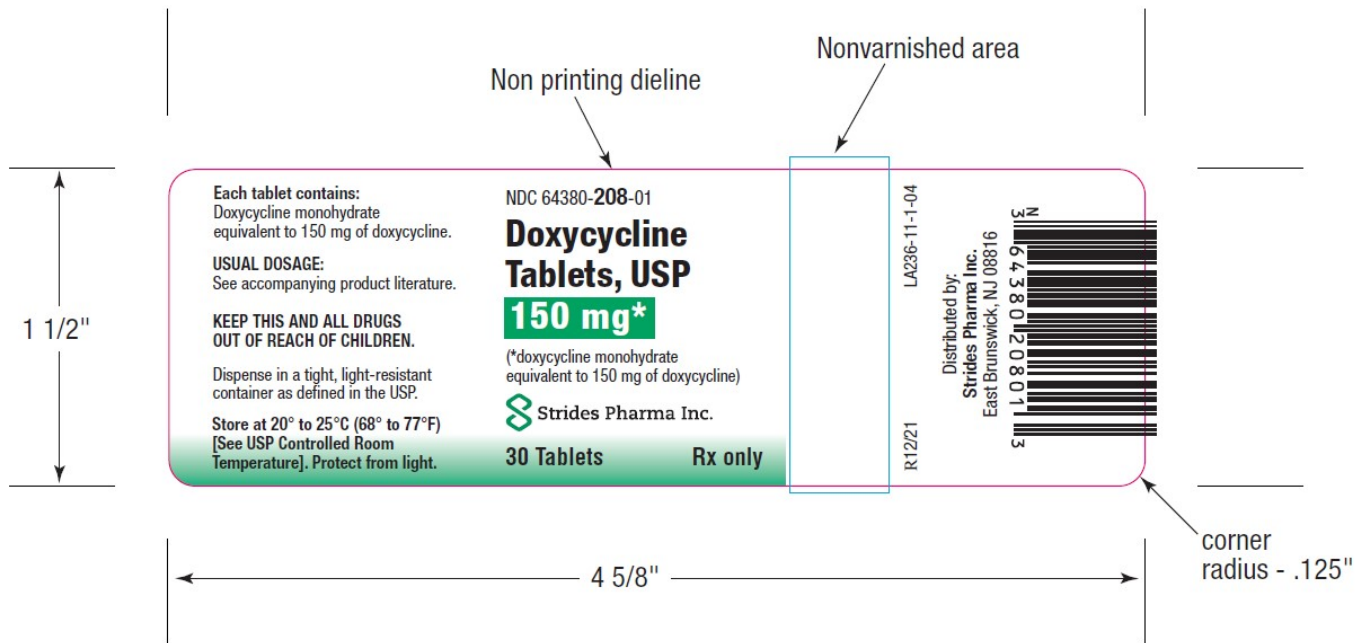 Nonvarnished area
Non printing dieline
1 1/2"
Each tablet contains:
Doxycycline monohydrate
equivalent to 150 mg of doxycycline.
USUAL DOSAGE:
See accompanying product literature.
KEEP THIS AND ALL DRUGS
OUT OF REACH OF CHILDREN.
Dispense in a tight, light-resistant
container as defined in the USP.
Store at 20° to 25°C (68° to 77°F)
[See USP Controlled Room
Temperature]. Protect from light.
NDC 64380-208-01
Doxycycline
Tablets, USP
150 mg*
(*doxycycline monohydrate
equivalent to 150 mg of doxycycline)
Strides Pharma Inc.
30 Tablets Rx only
R12/21 LA236-11-1-04
Distributed by:
Strides Pharma Inc.
East Brunswick, NJ 08816
N
3 64380 20801 3
corner
radius - .125"
4 5/8"